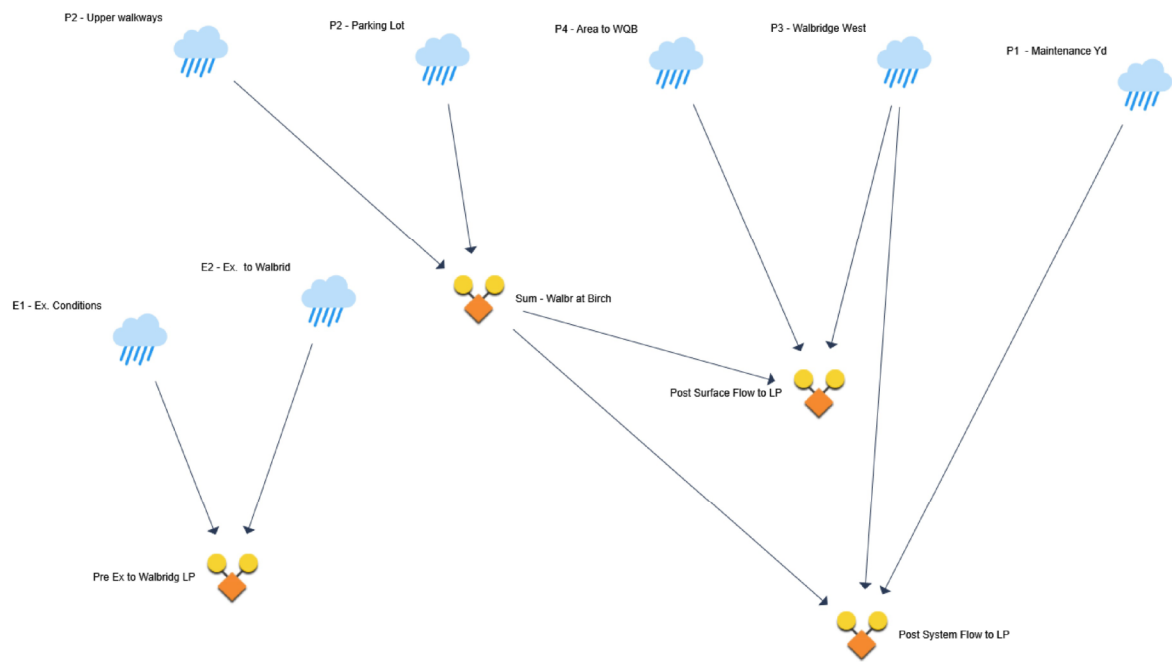 P2 - Upper walkways
P2 - Parking Lot
P4 - Area to WQB
P3 - Walbridge West
P1 - Maintenance Yd
E2 - Ex. to Walbrid
E1 - Ex. Conditions
Sum - Walbr at Birch
Post Surface Flow to LP
Pre Ex to Walbridg LP
Post System Flow to LP